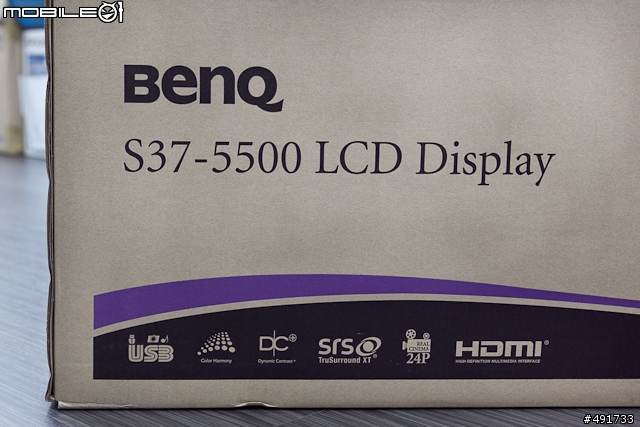 MOBILE01
BenQ
S37-5500 LCD Display
USB
Color Harmony
DC+
Dynamic Contrast+
SRS
TruSurround XT
REAL
CINEMA
24P
HDMI®
HIGH-DEFINITION MULTIMEDIA INTERFACE
#491733